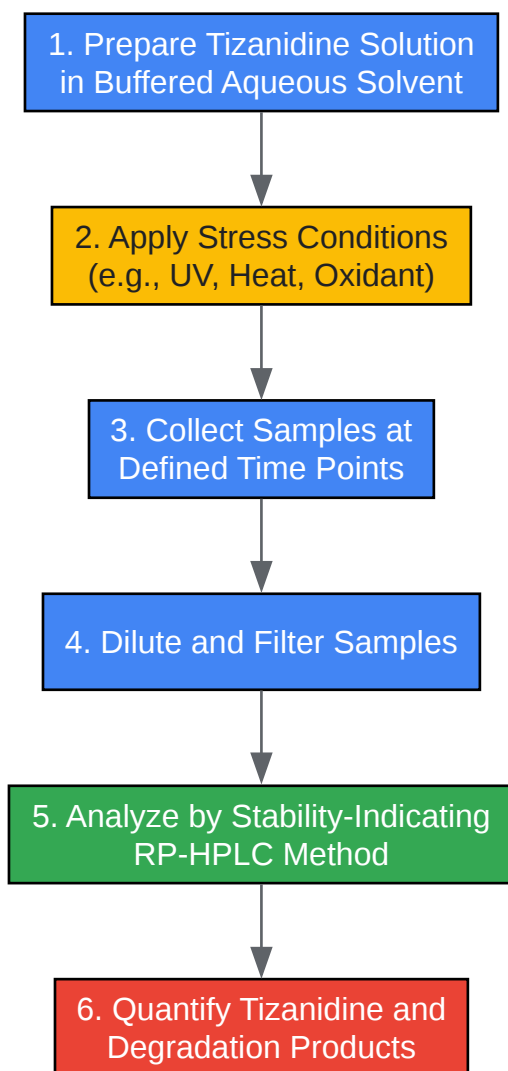 1. Prepare Tizanidine Solution
in Buffered Aqueous Solvent
2. Apply Stress Conditions
(e.g., UV, Heat, Oxidant)
3. Collect Samples at
Defined Time Points
4. Dilute and Filter Samples
5. Analyze by Stability-Indicating
RP-HPLC Method
6. Quantify Tizanidine and
Degradation Products